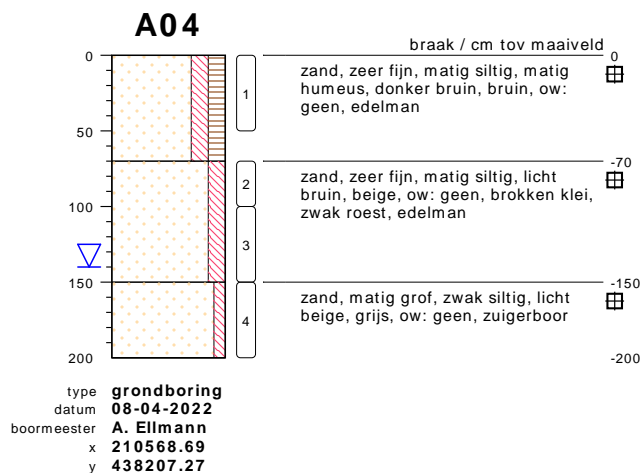 A04
braak / cm tov maaiveld
0
0
1
zand, zeer fijn, matig siltig, matig
humeus, donker bruin, bruin, ow:
geen, edelman
50
-70
2
zand, zeer fijn, matig siltig, licht
bruin, beige, ow: geen, brokken klei,
zwak roest, edelman
100
3
150
-150
4
zand, matig grof, zwak siltig, licht
beige, grijs, ow: geen, zuigerboor
200
-200
type grondboring
datum 08-04-2022
boormeester A. Ellmann
x 210568.69
y 438207.27